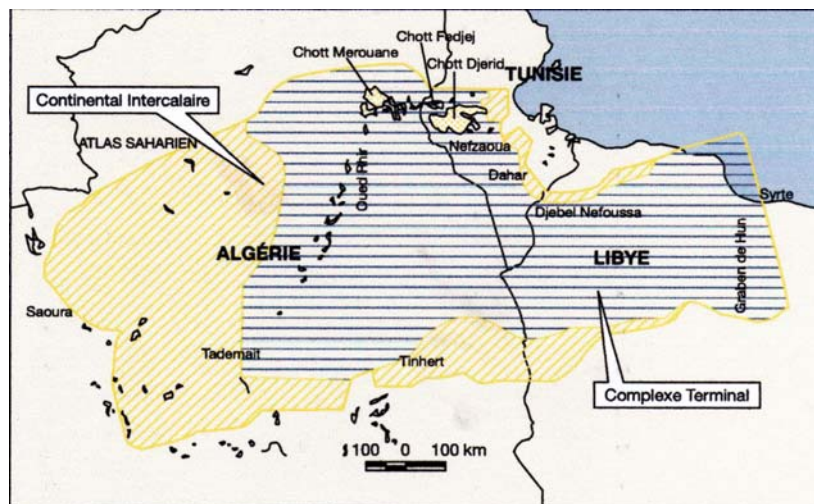 Chott Fedjej
Chott Merouane
Chott Djerid
TUNISIE
Continental Intercalaire
ATLAS SAHARIEN
Nefzaoua
Oued Rhir
Dahar
Syrte
Djebel Nefoussa
ALGÉRIE
LIBYE
Graben de Hun
Saoura
Tademaït
Tinhert
Complexe Terminal
100 0 100 km